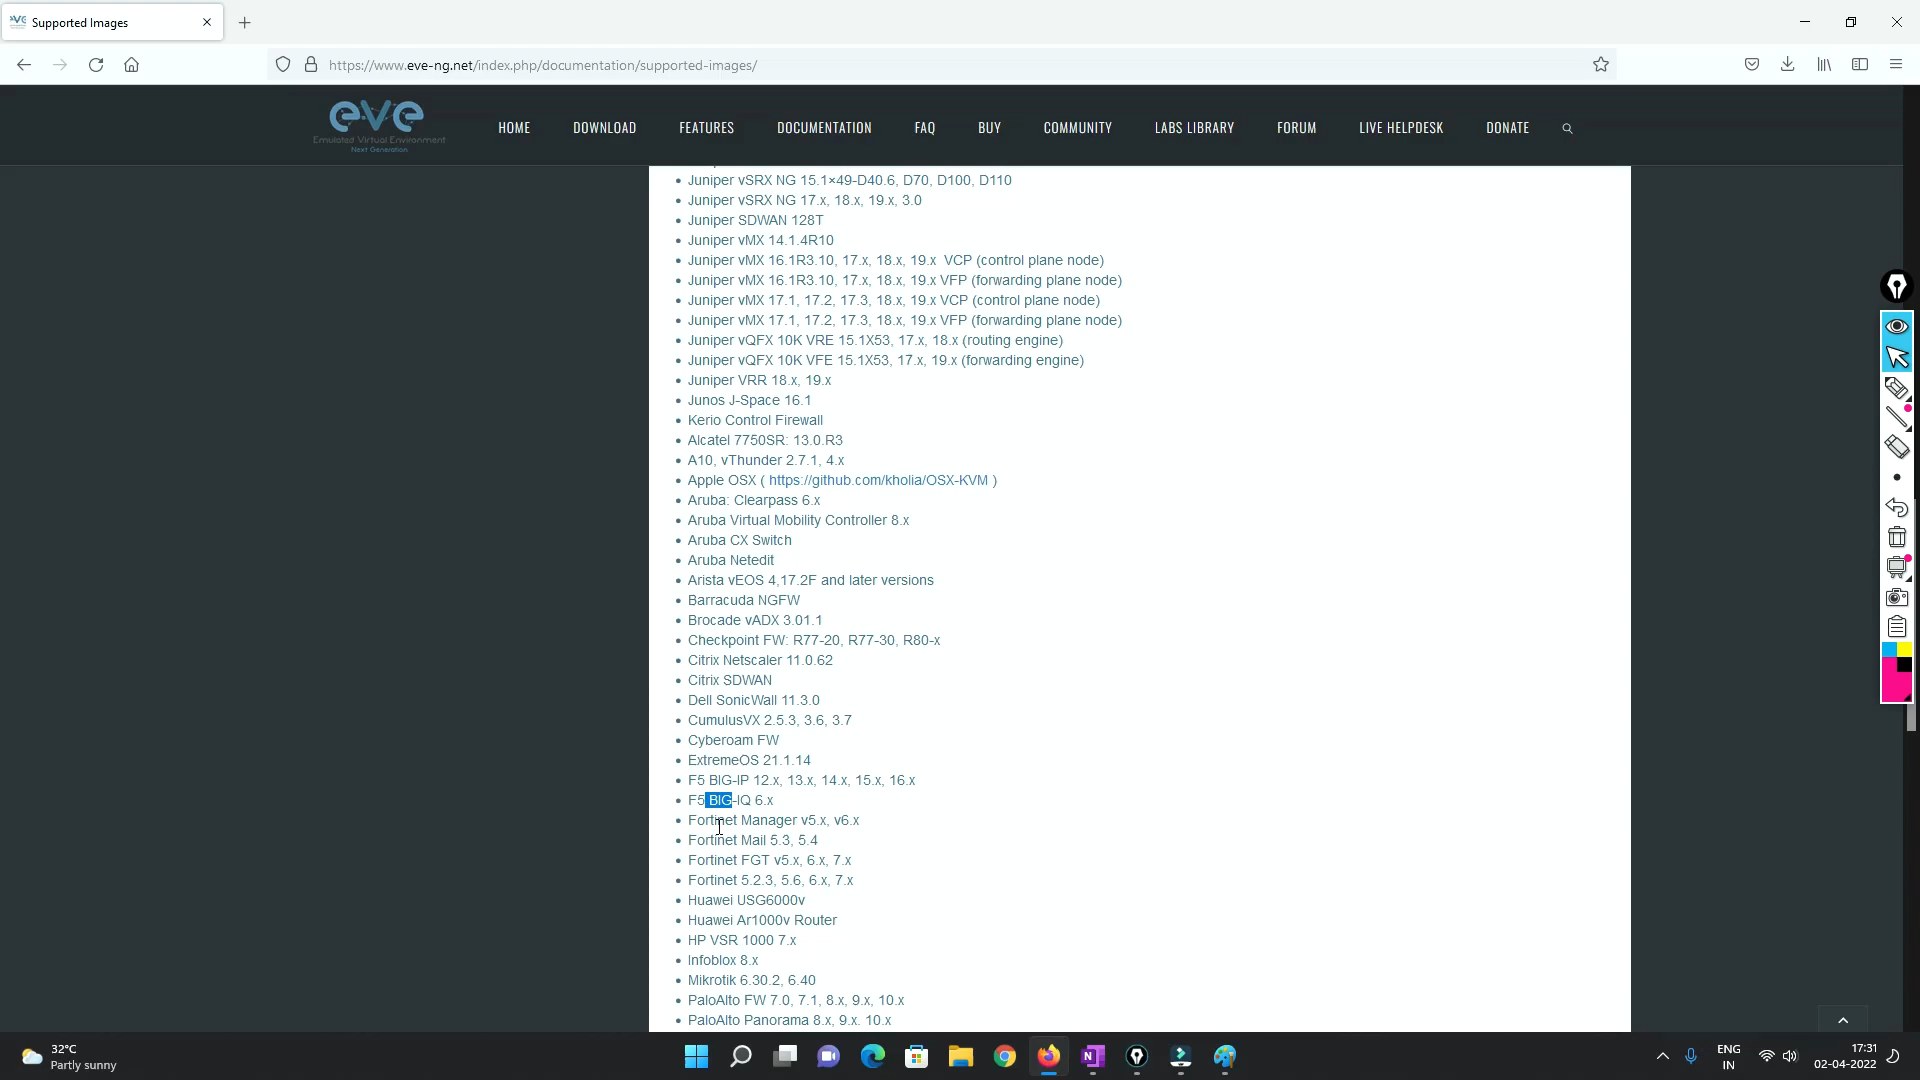 Supported Images
https://www.eve-ng.net/index.php/documentation/supported-images/
eve
Emulated Virtual Environment
Next Generation
HOME
DOWNLOAD
FEATURES
DOCUMENTATION
FAQ
BUY
COMMUNITY
LABS LIBRARY
FORUM
LIVE HELPDESK
DONATE
Juniper vSRX NG 15.1×49-D40.6, D70, D100, D110
Juniper vSRX NG 17.x, 18.x, 19.x, 3.0
Juniper SDWAN 128T
Juniper vMX 14.1.4R10
Juniper vMX 16.1R3.10, 17.x, 18.x, 19.x  VCP (control plane node)
Juniper vMX 16.1R3.10, 17.x, 18.x, 19.x VFP (forwarding plane node)
Juniper vMX 17.1, 17.2, 17.3, 18.x, 19.x VCP (control plane node)
Juniper vMX 17.1, 17.2, 17.3, 18.x, 19.x VFP (forwarding plane node)
Juniper vQFX 10K VRE 15.1X53, 17.x, 18.x (routing engine)
Juniper vQFX 10K VFE 15.1X53, 17.x, 19.x (forwarding engine)
Juniper VRR 18.x, 19.x
Junos J-Space 16.1
Kerio Control Firewall
Alcatel 7750SR: 13.0.R3
A10, vThunder 2.7.1, 4.x
Apple OSX ( https://github.com/kholia/OSX-KVM )
Aruba: Clearpass 6.x
Aruba Virtual Mobility Controller 8.x
Aruba CX Switch
Aruba Netedit
Arista vEOS 4,17.2F and later versions
Barracuda NGFW
Brocade vADX 3.01.1
Checkpoint FW: R77-20, R77-30, R80-x
Citrix Netscaler 11.0.62
Citrix SDWAN
Dell SonicWall 11.3.0
CumulusVX 2.5.3, 3.6, 3.7
Cyberoam FW
ExtremeOS 21.1.14
F5 BIG-IP 12.x, 13.x, 14.x, 15.x, 16.x
F5 BIG-IQ 6.x
Fortinet Manager v5.x, v6.x
Fortinet Mail 5.3, 5.4
Fortinet FGT v5.x, 6.x, 7.x
Fortinet 5.2.3, 5.6, 6.x, 7.x
Huawei USG6000v
Huawei Ar1000v Router
HP VSR 1000 7.x
Infoblox 8.x
Mikrotik 6.30.2, 6.40
PaloAlto FW 7.0, 7.1, 8.x, 9.x, 10.x
PaloAlto Panorama 8.x, 9.x. 10.x
32°C
Partly sunny
ENG
IN
17:31
02-04-2022